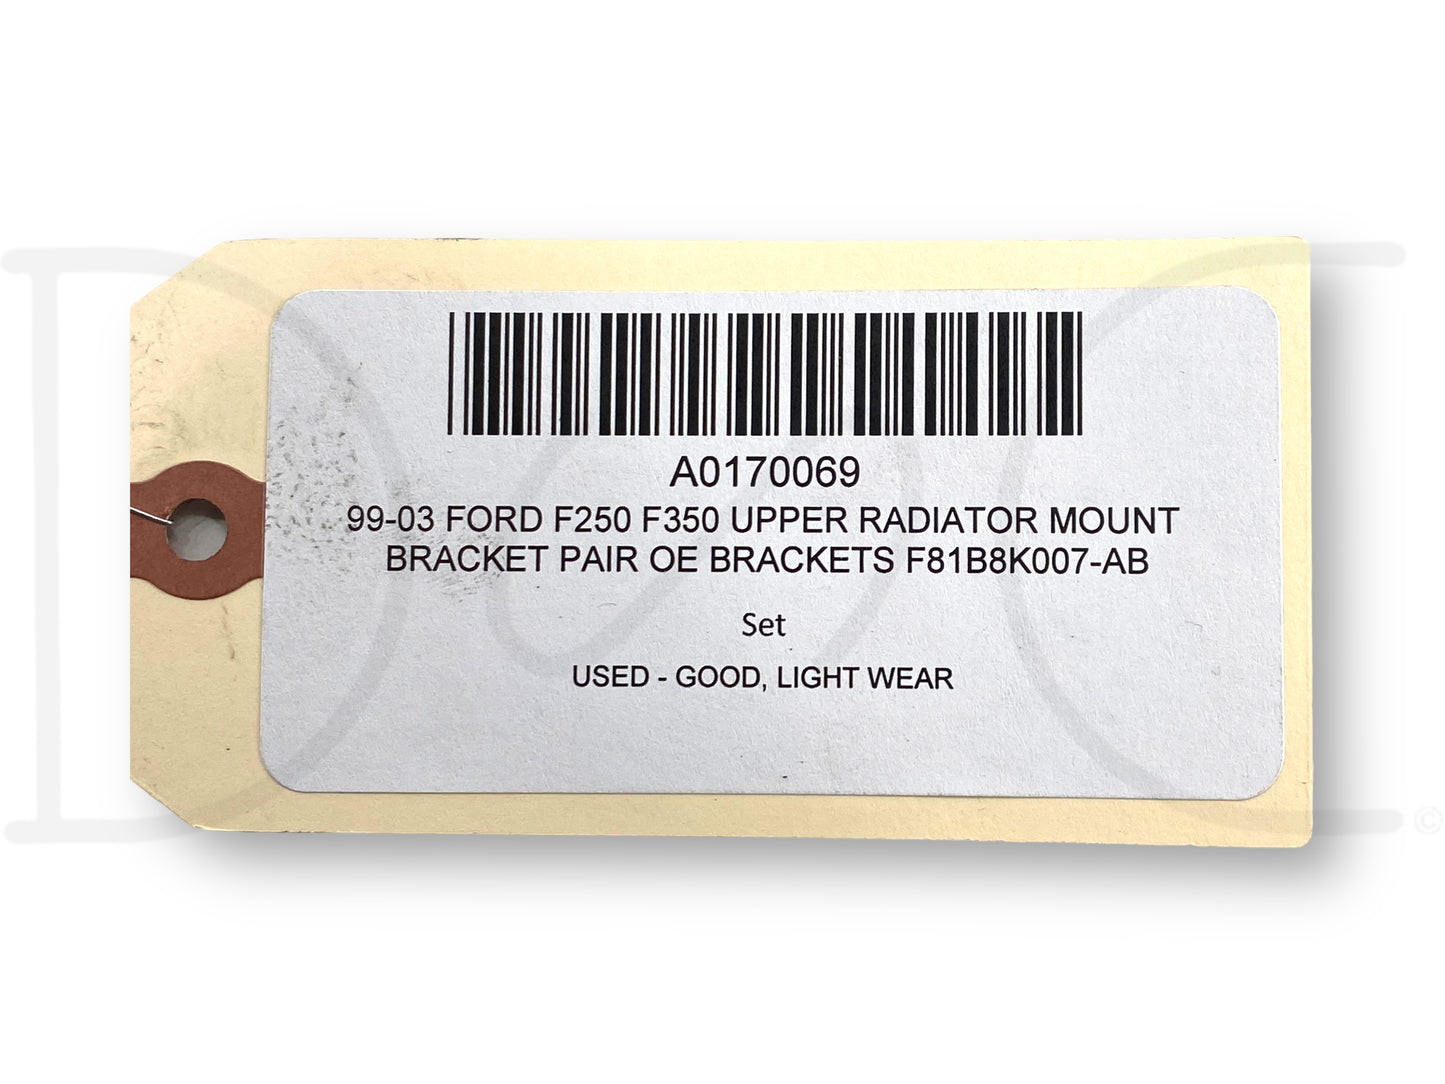 A0170069
99-03 FORD F250 F350 UPPER RADIATOR MOUNT
BRACKET PAIR OE BRACKETS F81B8K007-AB
Set
USED - GOOD, LIGHT WEAR
©